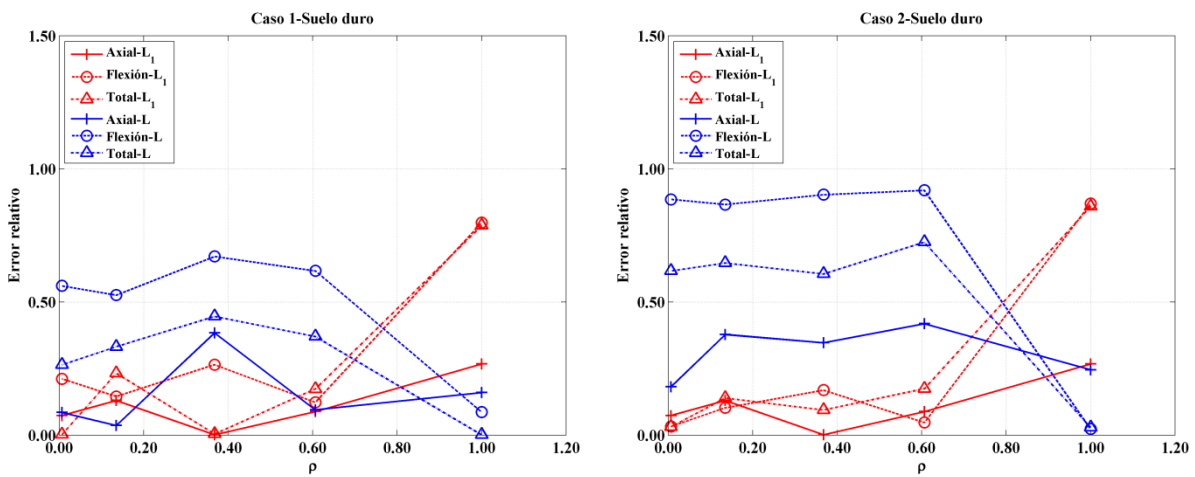 Caso 1-Suelo duro
1.50
1.00
0.50
0.00
Error relativo
Axial-L1
Flexión-L1
Total-L1
Axial-L
Flexión-L
Total-L
0.00 0.20 0.40 0.60 0.80 1.00 1.20
ρ
Caso 2-Suelo duro
1.50
1.00
0.50
0.00
Error relativo
Axial-L1
Flexión-L1
Total-L1
Axial-L
Flexión-L
Total-L
0.00 0.20 0.40 0.60 0.80 1.00 1.20
ρ